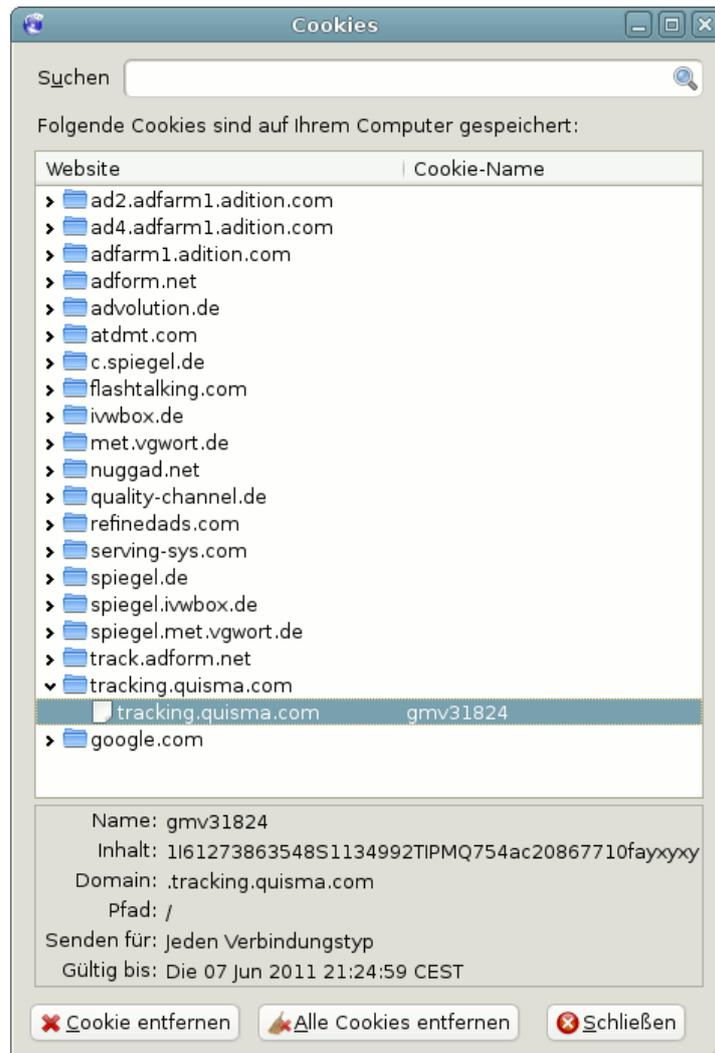 Cookies
Suchen
Folgende Cookies sind auf Ihrem Computer gespeichert:
Website Cookie-Name
ad2.adfarm1.adition.com
ad4.adfarm1.adition.com
adfarm1.adition.com
adform.net
advolution.de
atdmt.com
c.spiegel.de
flashtalking.com
ivwbox.de
met.vgwort.de
nuggad.net
quality-channel.de
refinedads.com
serving-sys.com
spiegel.de
spiegel.ivwbox.de
spiegel.met.vgwort.de
track.adform.net
tracking.quisma.com
tracking.quisma.com gmv31824
google.com
Name: gmv31824
Inhalt: 1I61273863548S1134992TIPMQ754ac20867710fayxyxy
Domain: .tracking.quisma.com
Pfad: /
Senden für: Jeden Verbindungstyp
Gültig bis: Die 07 Jun 2011 21:24:59 CEST
Cookie entfernen Alle Cookies entfernen Schließen